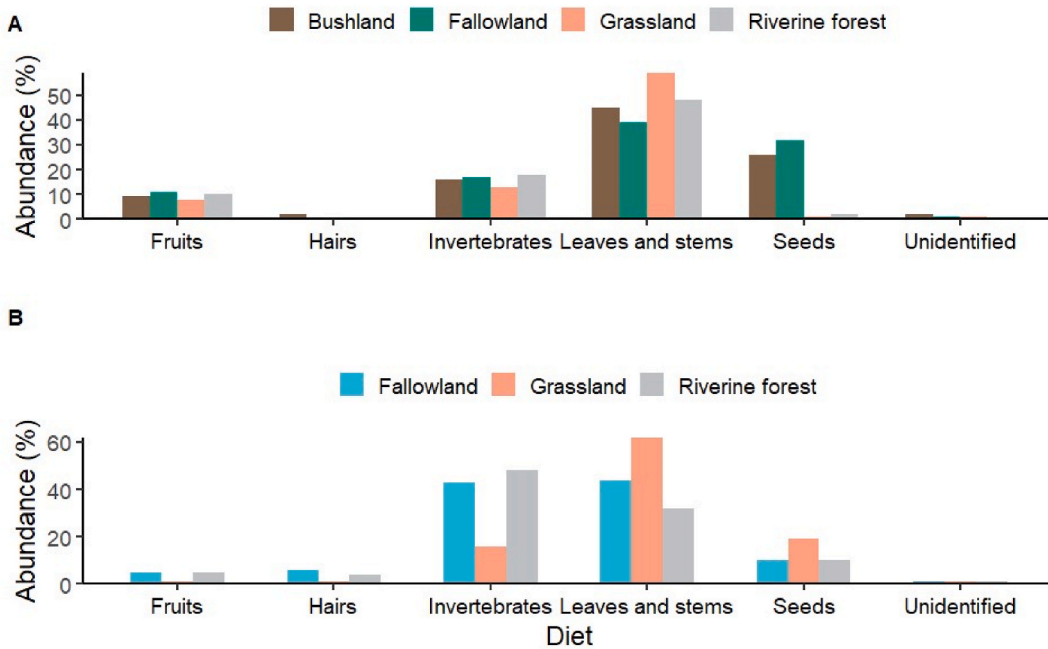 A
Bushland Fallowland Grassland Riverine forest
Abundance (%)
50
40
30
20
10
0
Fruits Hairs Invertebrates Leaves and stems Seeds Unidentified
B
Fallowland Grassland Riverine forest
Abundance (%)
60
40
20
0
Fruits Hairs Invertebrates Leaves and stems Seeds Unidentified
Diet